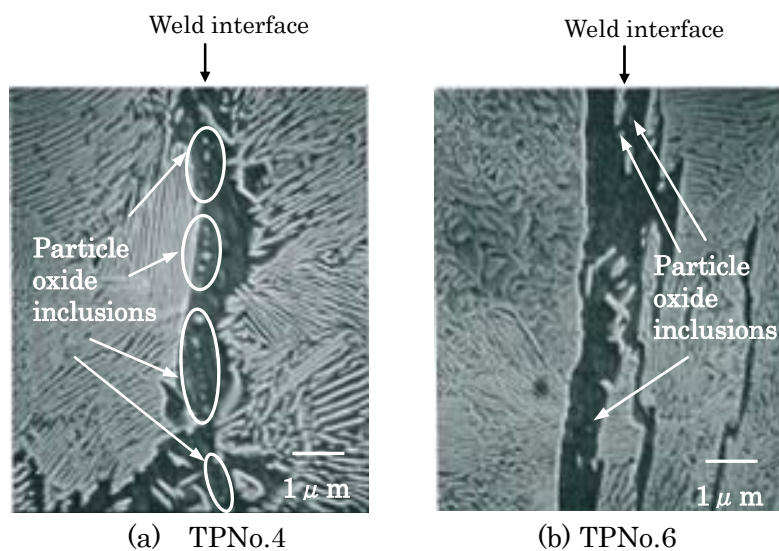 Weld interface
Particle
oxide
inclusions
1 μ m
(a) TPNo.4
Weld interface
Particle
oxide
inclusions
1 μ m
(b) TPNo.6